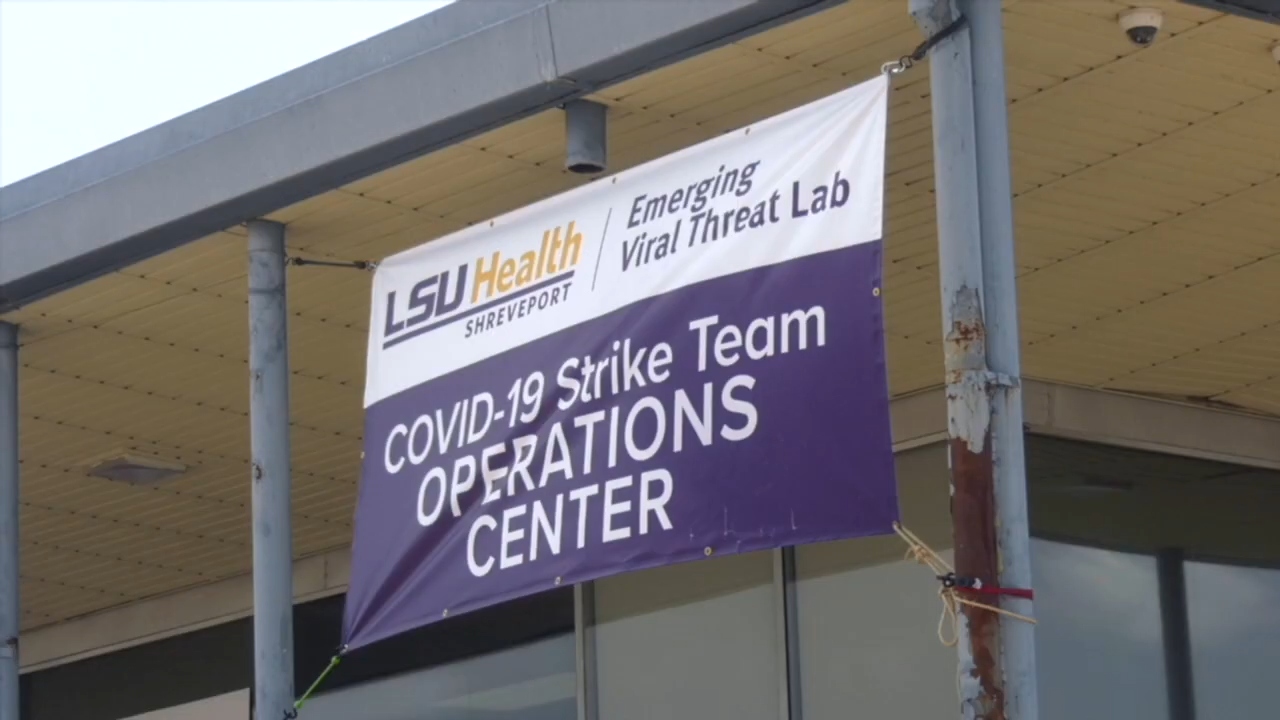 LSU Health
SHREVEPORT
Emerging
Viral Threat Lab
COVID-19 Strike Team
OPERATIONS
CENTER